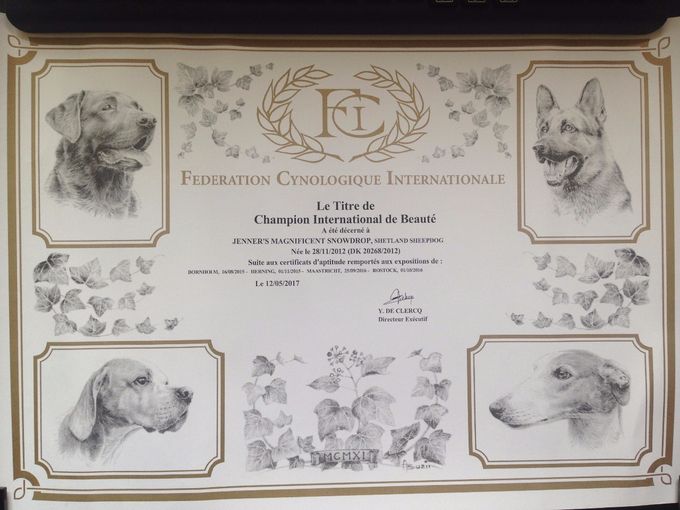 FCI
FEDERATION CYNOLOGIQUE INTERNATIONALE
Le Titre de
Champion International de Beauté
A été décerné à
JENNER'S MAGNIFICENT SNOWDROP, SHETLAND SHEEPDOG
Née le 28/11/2012 (DK 20268/2012)
Suite aux certificats d'aptitude remportés aux expositions de :
BORNHOLM, 16/08/2015 - HERNING, 01/11/2015 - MAASTRICHT, 25/09/2016 - ROSTOCK, 01/10/2016
Le 12/05/2017
Y. DE CLERCQ
Directeur Exécutif
MCMXI